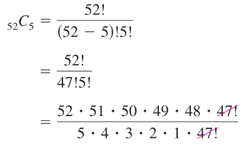 ₅₂C₅ = 52! / (52 − 5)!5!
= 52! / 47!5!
= 52 · 51 · 50 · 49 · 48 · 47! / 5 · 4 · 3 · 2 · 1 · 47!